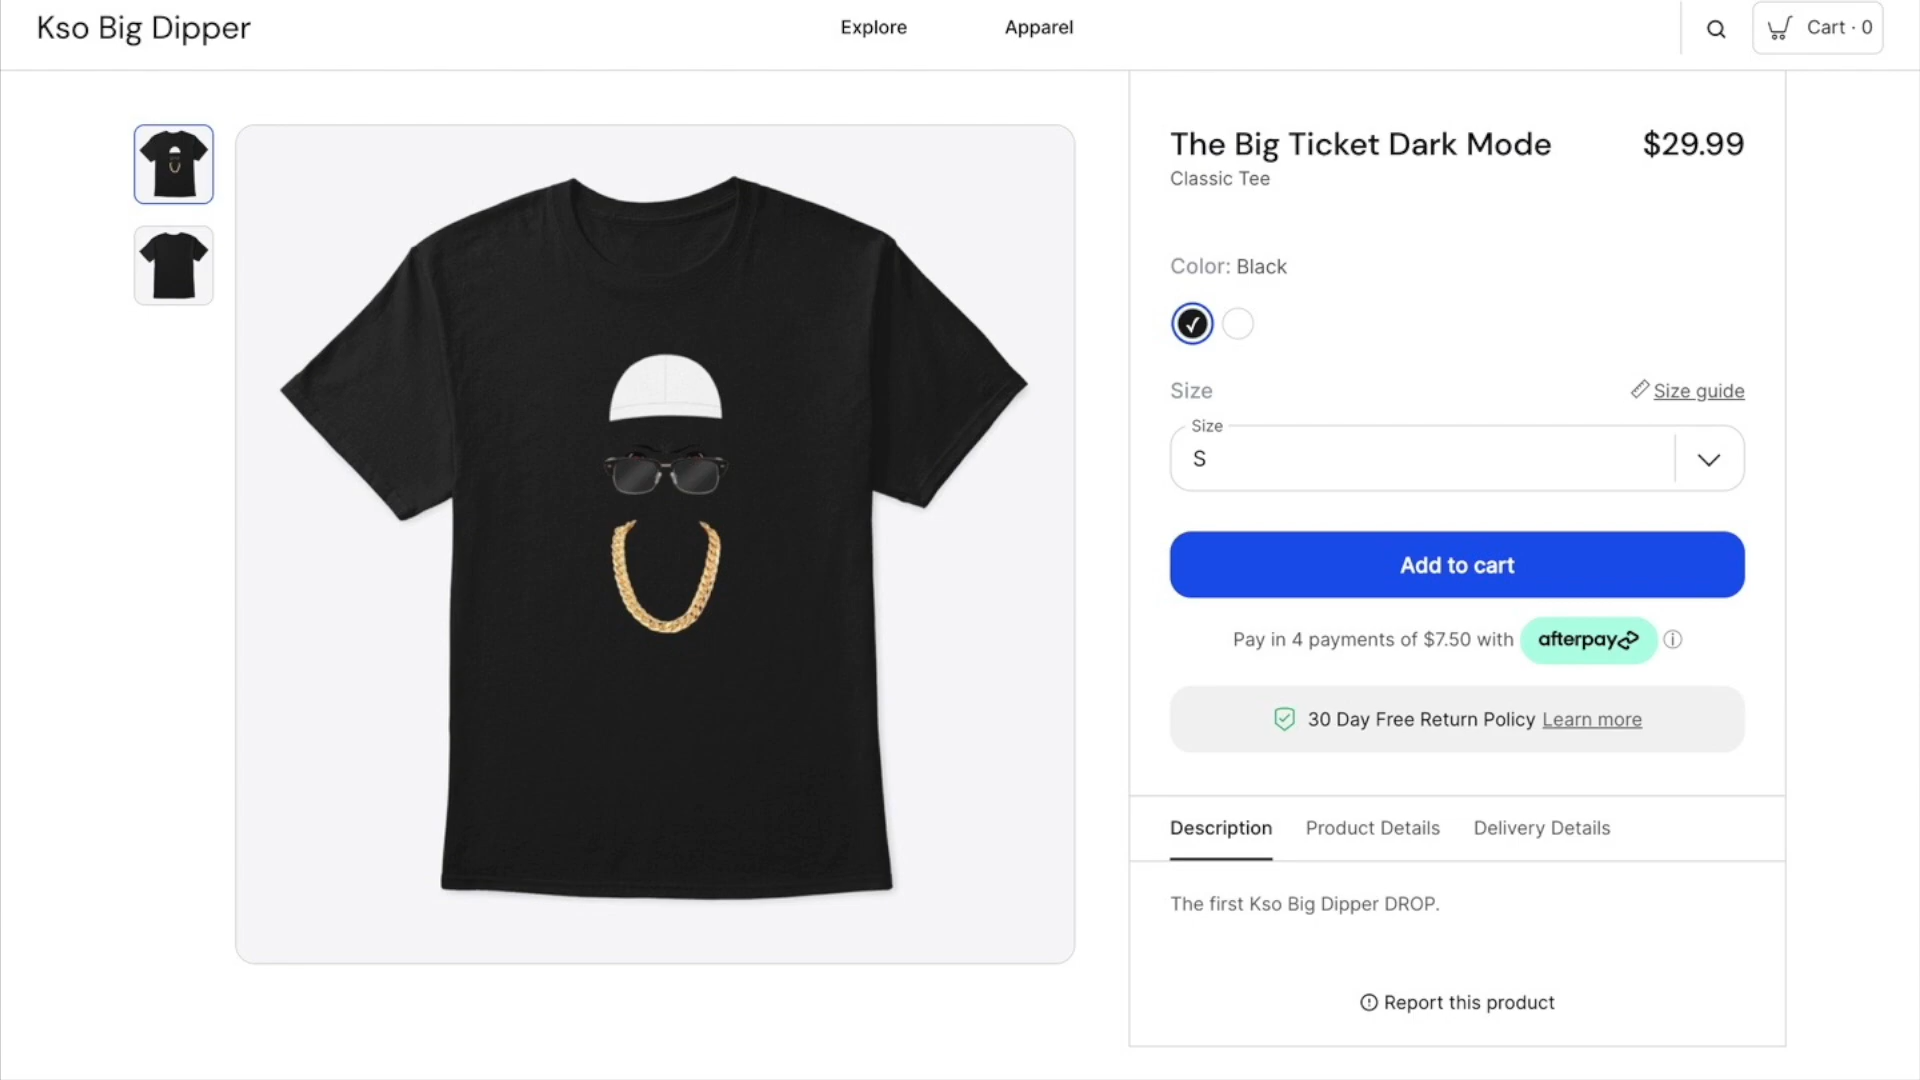 Kso Big Dipper
Explore
Apparel
Cart · 0
The Big Ticket Dark Mode
$29.99
Classic Tee
Color: Black
Size
Size guide
Size
S
Add to cart
Pay in 4 payments of $7.50 with afterpay
30 Day Free Return Policy Learn more
Description
Product Details
Delivery Details
The first Kso Big Dipper DROP.
Report this product